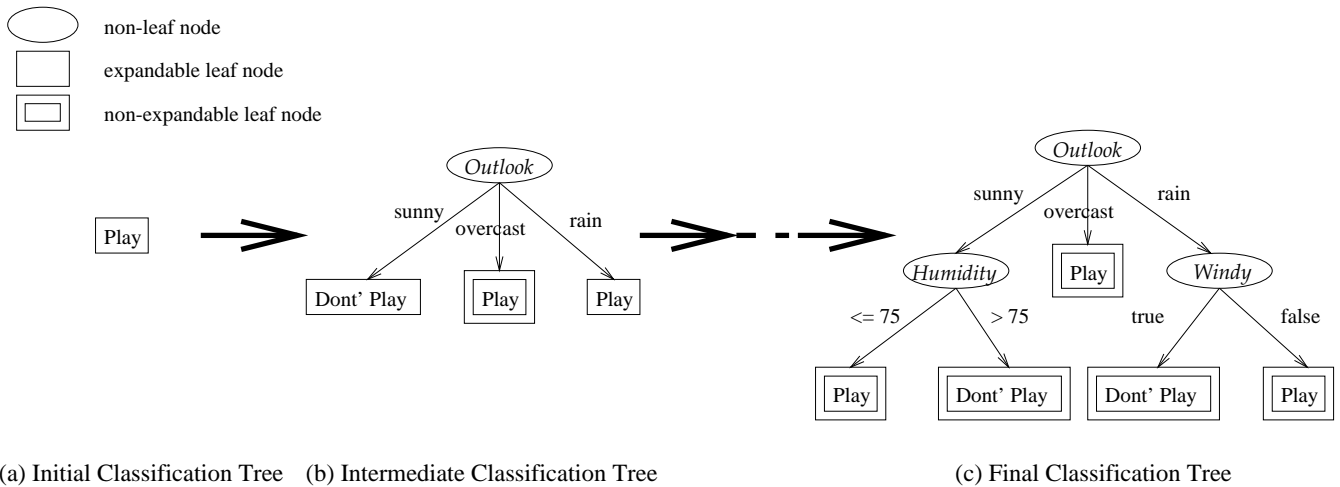 non-leaf node
expandable leaf node
non-expandable leaf node
Play
Outlook
sunny
overcast
rain
Dont' Play
Play
Play
Outlook
sunny
overcast
rain
Humidity
Play
Windy
<= 75
> 75
true
false
Play
Dont' Play
Dont' Play
Play
(a) Initial Classification Tree
(b) Intermediate Classification Tree
(c) Final Classification Tree